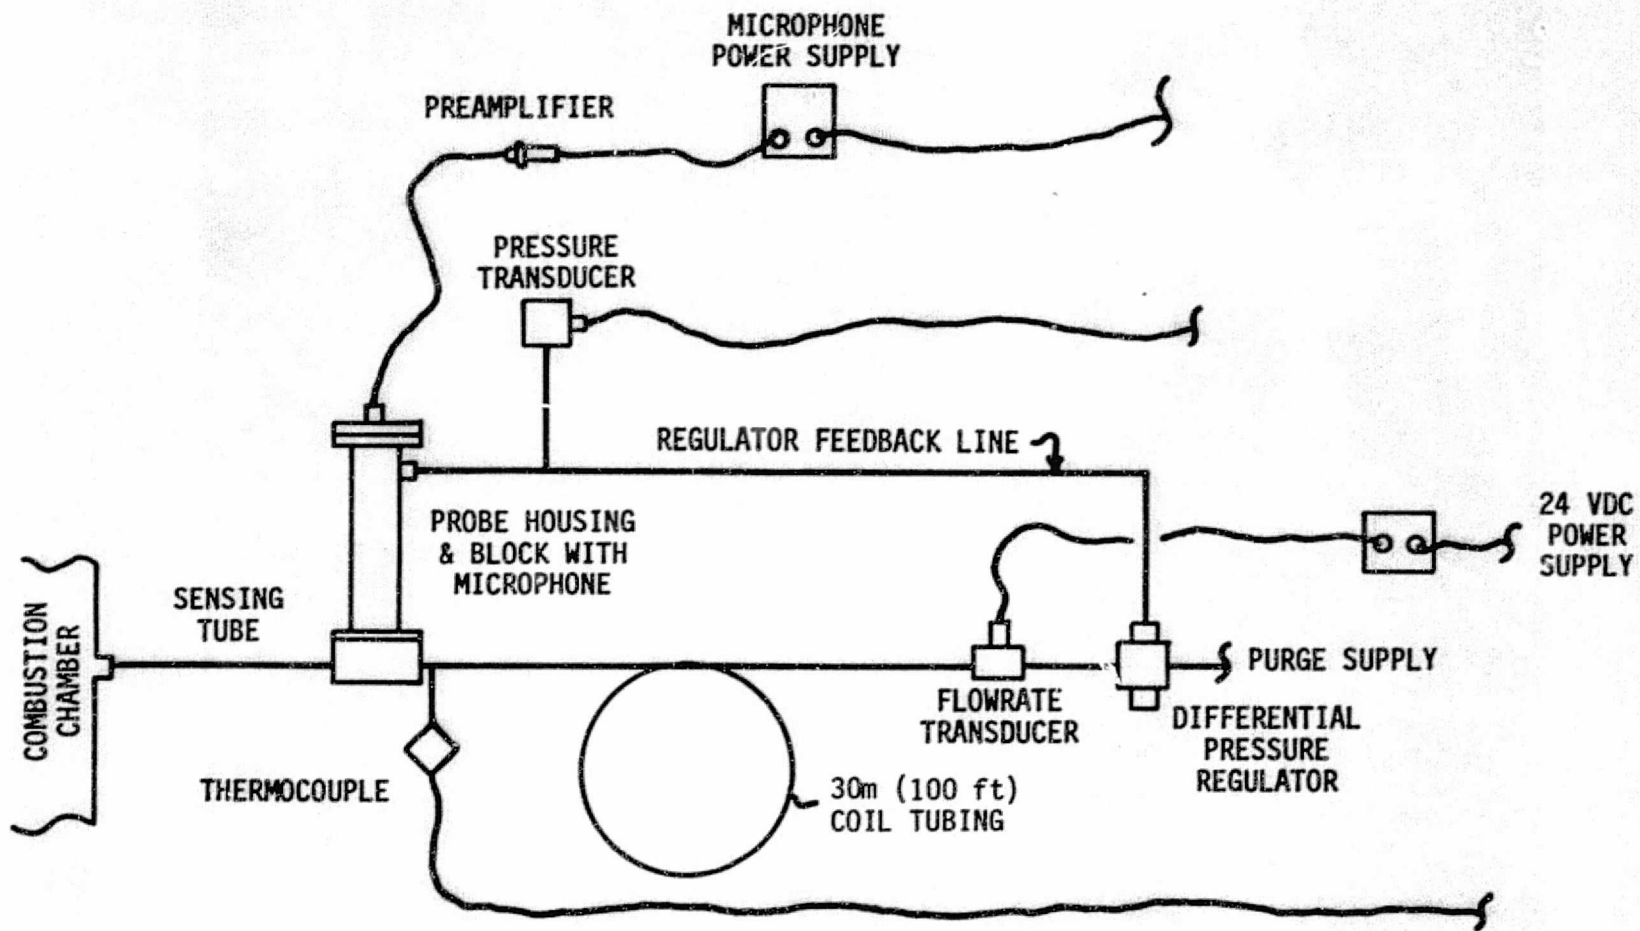 MICROPHONE
POWER SUPPLY
PREAMPLIFIER
PRESSURE
TRANSDUCER
REGULATOR FEEDBACK LINE
24 VDC
POWER
SUPPLY
PROBE HOUSING
& BLOCK WITH
MICROPHONE
SENSING
TUBE
COMBUSTION
CHAMBER
PURGE SUPPLY
FLOWRATE
TRANSDUCER
DIFFERENTIAL
PRESSURE
REGULATOR
THERMOCOUPLE
30m (100 ft)
COIL TUBING